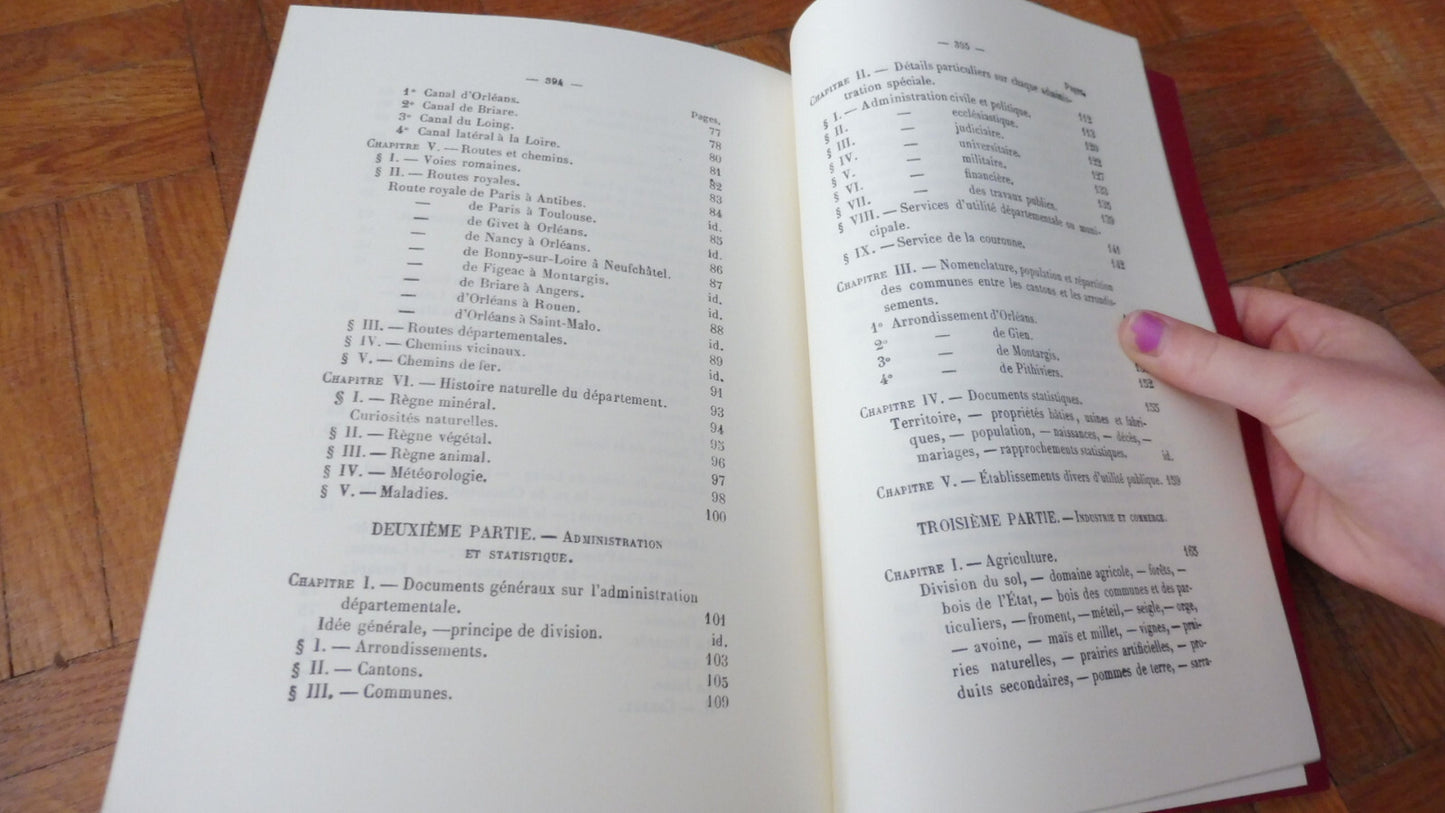 — 394 —
Pages,
1° Canal d'Orléans. 77
2° Canal de Briare. 78
3° Canal du Loing. 80
4° Canal latéral à la Loire. 81
Chapitre V. — Routes et chemins. 82
§ I. — Voies romaines. 83
§ II. — Routes royales. 84
Route royale de Paris à Antibes. id.
— de Paris à Toulouse. 85
— de Givet à Orléans. id.
— de Nancy à Orléans. 86
— de Bonny-sur-Loire à Neufchâtel. 87
— de Figeac à Montargis. id.
— de Briare à Angers. id.
— d'Orléans à Rouen. 88
— d'Orléans à Saint-Malo. id.
§ III. — Routes départementales. 89
§ IV. — Chemins vicinaux. id.
§ V. — Chemins de fer. 91
Chapitre VI. — Histoire naturelle du département. 93
§ I. — Règne minéral. 94
Curiosités naturelles. 95
§ II. — Règne végétal. 96
§ III. — Règne animal. 97
§ IV. — Météorologie. 98
§ V. — Maladies. 100
DEUXIÈME PARTIE. — Administration
et statistique.
Chapitre I. — Documents généraux sur l'administration
départementale. 101
Idée générale, — principe de division. id.
§ I. — Arrondissements. 103
§ II. — Cantons. 105
§ III. — Communes. 109
— 395 —
Pages.
Chapitre II. — Détails particuliers sur chaque adminis-
tration spéciale. 112
§ I. — Administration civile et politique. 113
§ II. — ecclésiastique. 120
§ III. — judiciaire. 122
§ IV. — universitaire. 127
§ V. — militaire. 133
§ VI. — financière. 135
§ VII. — des travaux publics. 139
§ VIII. — Services d'utilité départementale ou muni-
cipale. 141
§ IX. — Service de la couronne. 142
Chapitre III. — Nomenclature, population et répartition
des communes entre les cantons et les arrondis-
sements.
1° Arrondissement d'Orléans.
2° — de Gien.
3° — de Montargis.
4° — de Pithiviers. 152
Chapitre IV. — Documents statistiques. 155
Territoire, — propriétés bâties, usines et fabri-
ques, — population, — naissances, — décès, —
mariages, — rapprochements statistiques. id.
Chapitre V. — Établissements divers d'utilité publique. 159
TROISIÈME PARTIE. — Industrie et commerce.
Chapitre I. — Agriculture. 163
Division du sol, — domaine agricole, — forêts, —
bois de l'État, — bois des communes et des par-
ticuliers, — froment, — méteil, — seigle, — orge,
— avoine, — maïs et millet, — vignes, — prai-
ries naturelles, — prairies artificielles, — pro-
duits secondaires, — pommes de terre, — sarra-